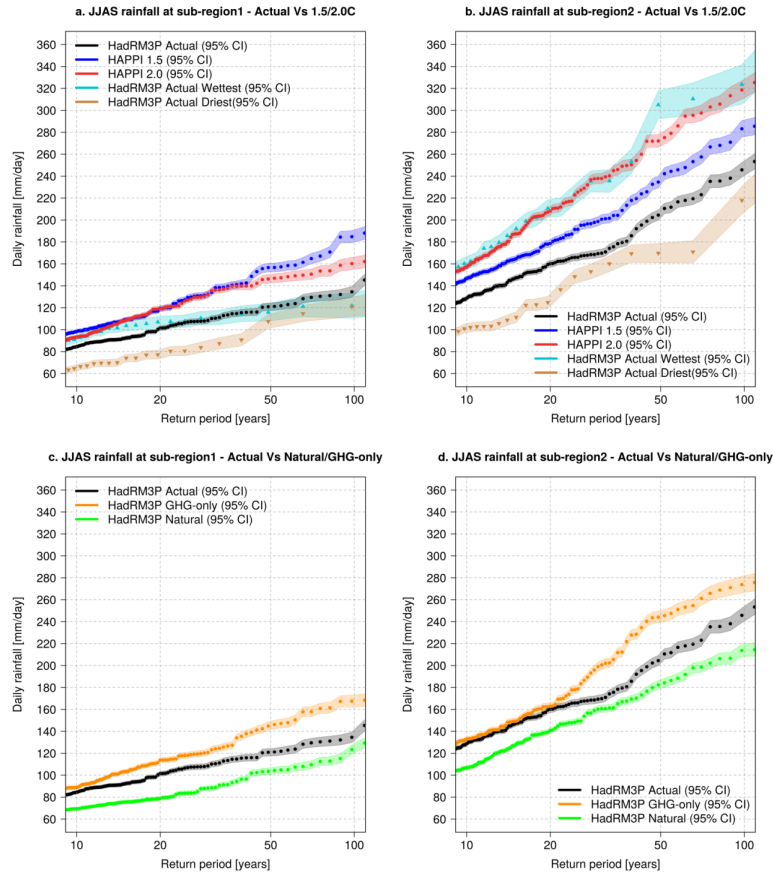 a. JJAS rainfall at sub-region1 - Actual Vs 1.5/2.0C
HadRM3P Actual (95% CI)
HAPPI 1.5 (95% CI)
HAPPI 2.0 (95% CI)
HadRM3P Actual Wettest (95% CI)
HadRM3P Actual Driest(95% CI)
Daily rainfall [mm/day]
360
340
320
300
280
260
240
220
200
180
160
140
120
100
80
60
10 20 50 100
Return period [years]
b. JJAS rainfall at sub-region2 - Actual Vs 1.5/2.0C
Daily rainfall [mm/day]
360
340
320
300
280
260
240
220
200
180
160
140
120
100
80
60
HadRM3P Actual (95% CI)
HAPPI 1.5 (95% CI)
HAPPI 2.0 (95% CI)
HadRM3P Actual Wettest (95% CI)
HadRM3P Actual Driest(95% CI)
10 20 50 100
Return period [years]
c. JJAS rainfall at sub-region1 - Actual Vs Natural/GHG-only
HadRM3P Actual (95% CI)
HadRM3P GHG-only (95% CI)
HadRM3P Natural (95% CI)
Daily rainfall [mm/day]
360
340
320
300
280
260
240
220
200
180
160
140
120
100
80
60
10 20 50 100
Return period [years]
d. JJAS rainfall at sub-region2 - Actual Vs Natural/GHG-only
Daily rainfall [mm/day]
360
340
320
300
280
260
240
220
200
180
160
140
120
100
80
60
HadRM3P Actual (95% CI)
HadRM3P GHG-only (95% CI)
HadRM3P Natural (95% CI)
10 20 50 100
Return period [years]